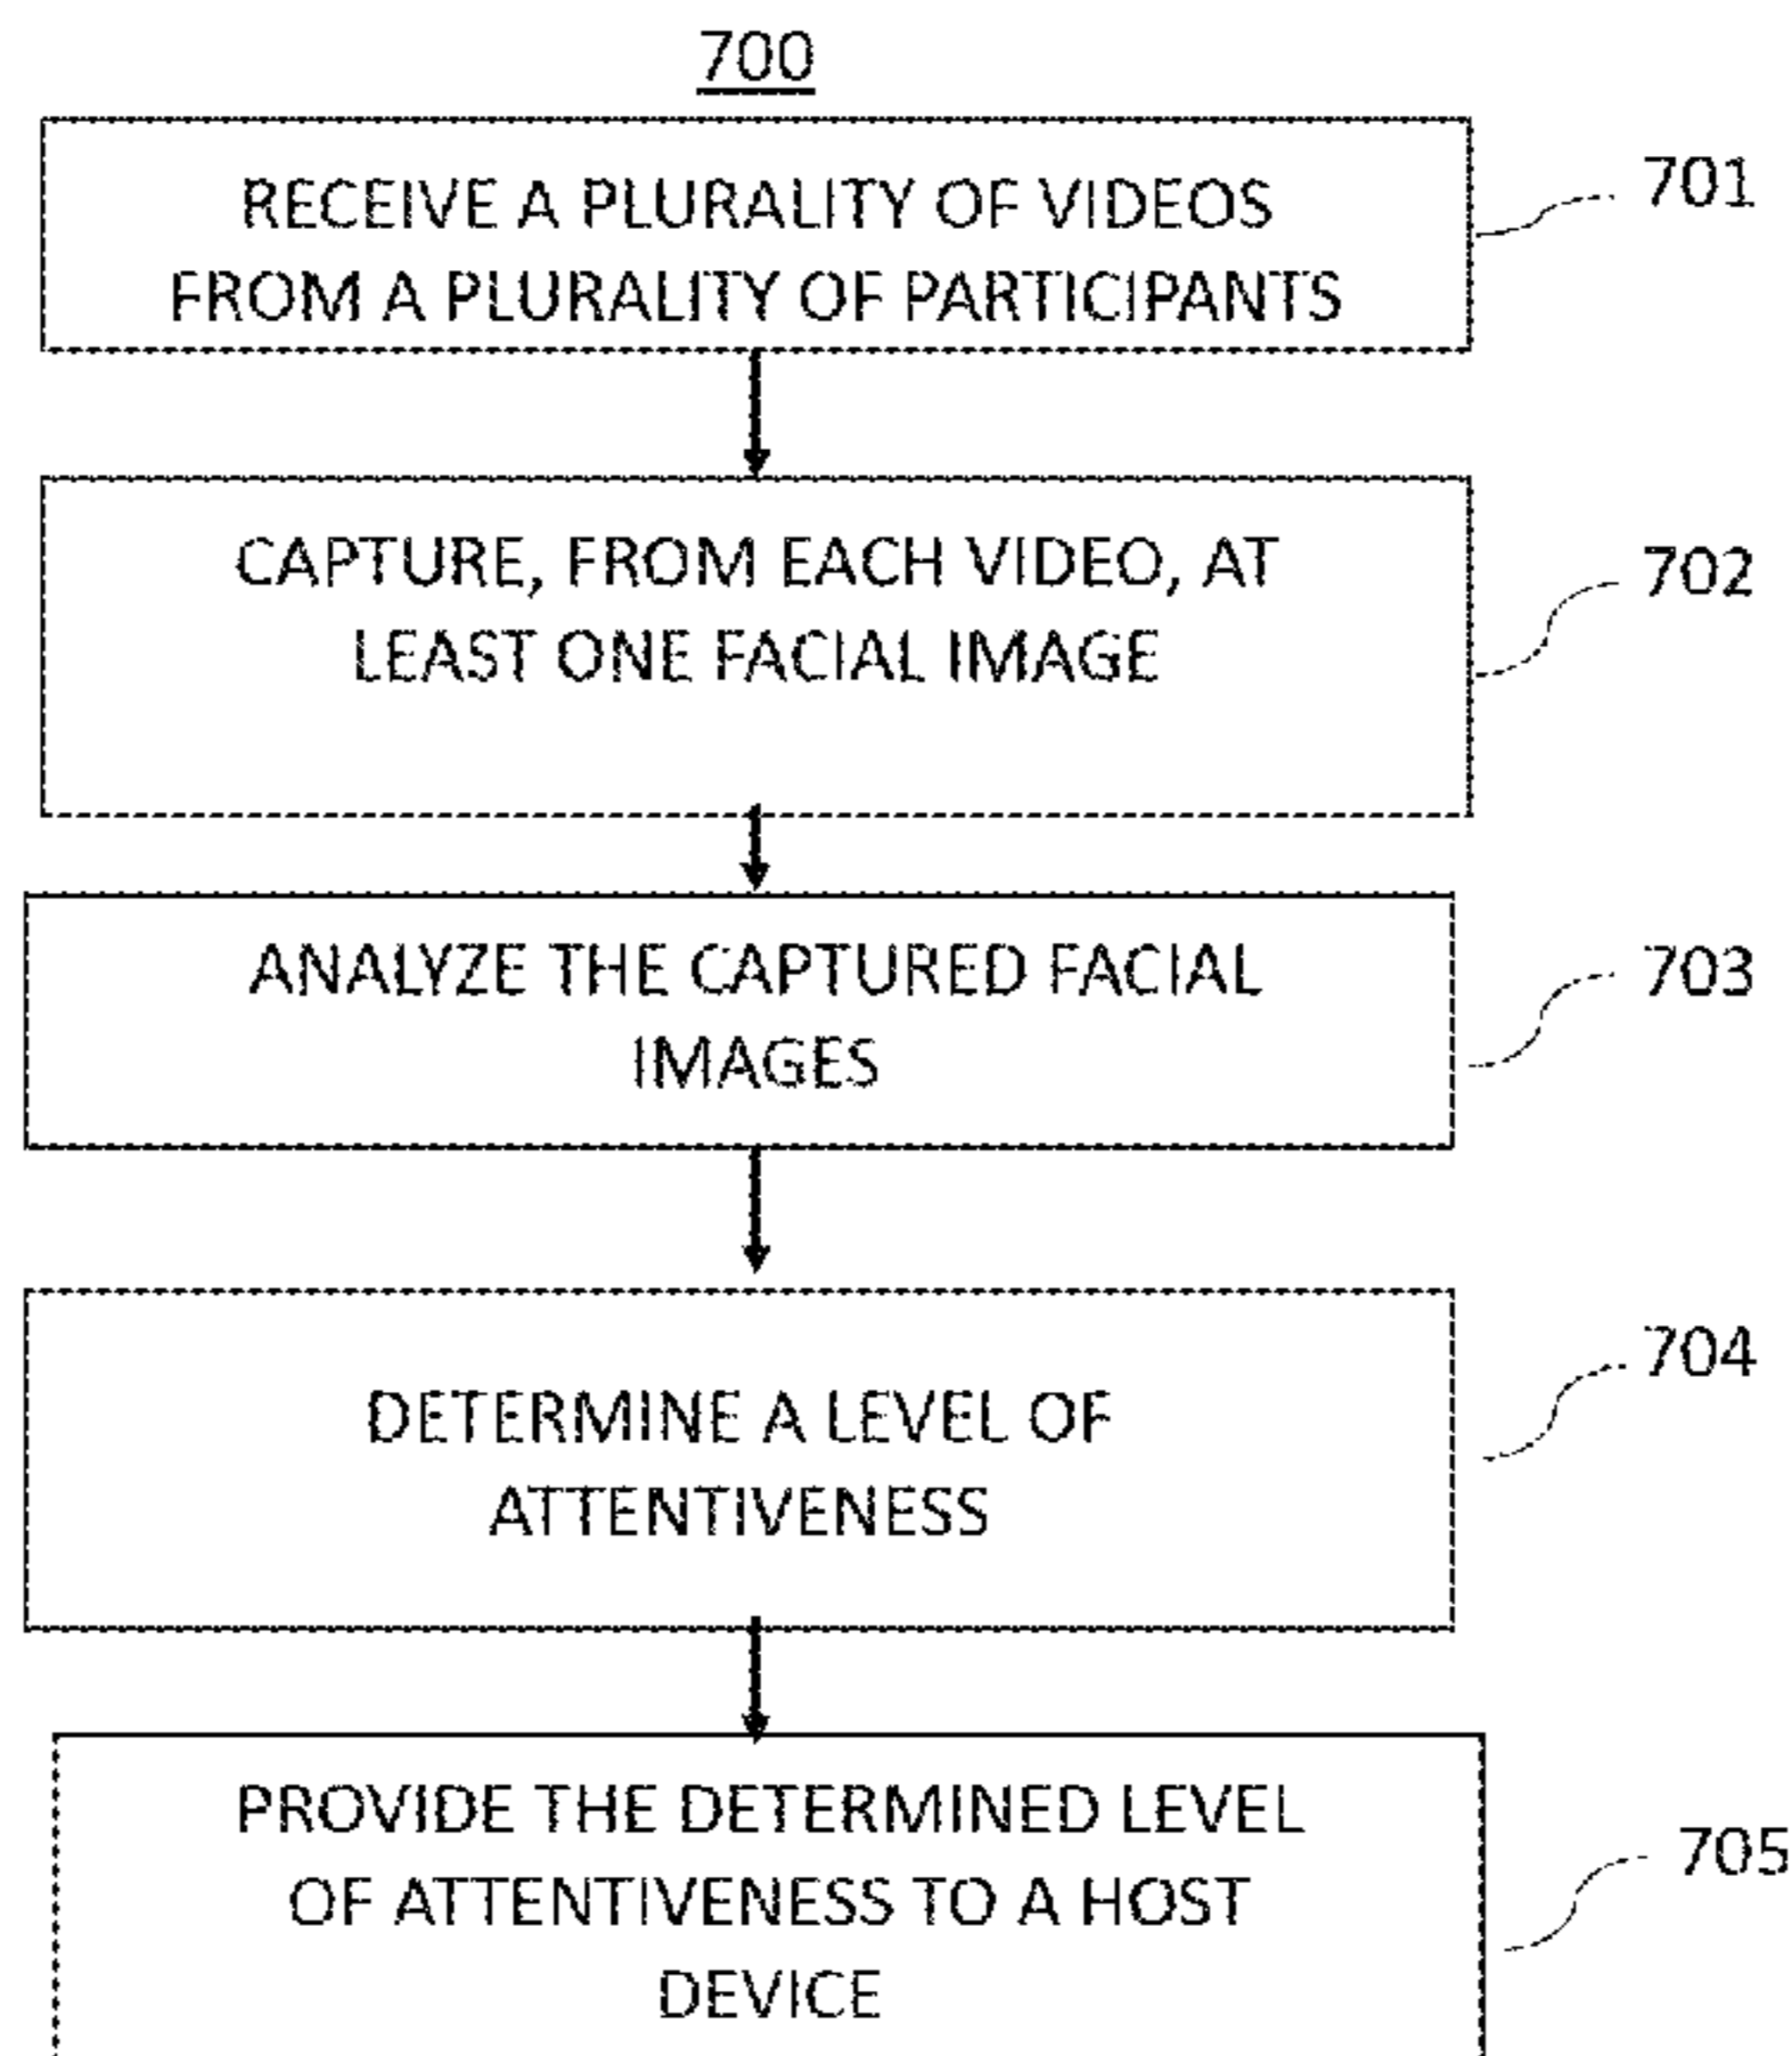 700
RECEIVE A PLURALITY OF VIDEOS
FROM A PLURALITY OF PARTICIPANTS
701
CAPTURE, FROM EACH VIDEO, AT
LEAST ONE FACIAL IMAGE
702
ANALYZE THE CAPTURED FACIAL
IMAGES
703
DETERMINE A LEVEL OF
ATTENTIVENESS
704
PROVIDE THE DETERMINED LEVEL
OF ATTENTIVENESS TO A HOST
DEVICE
705